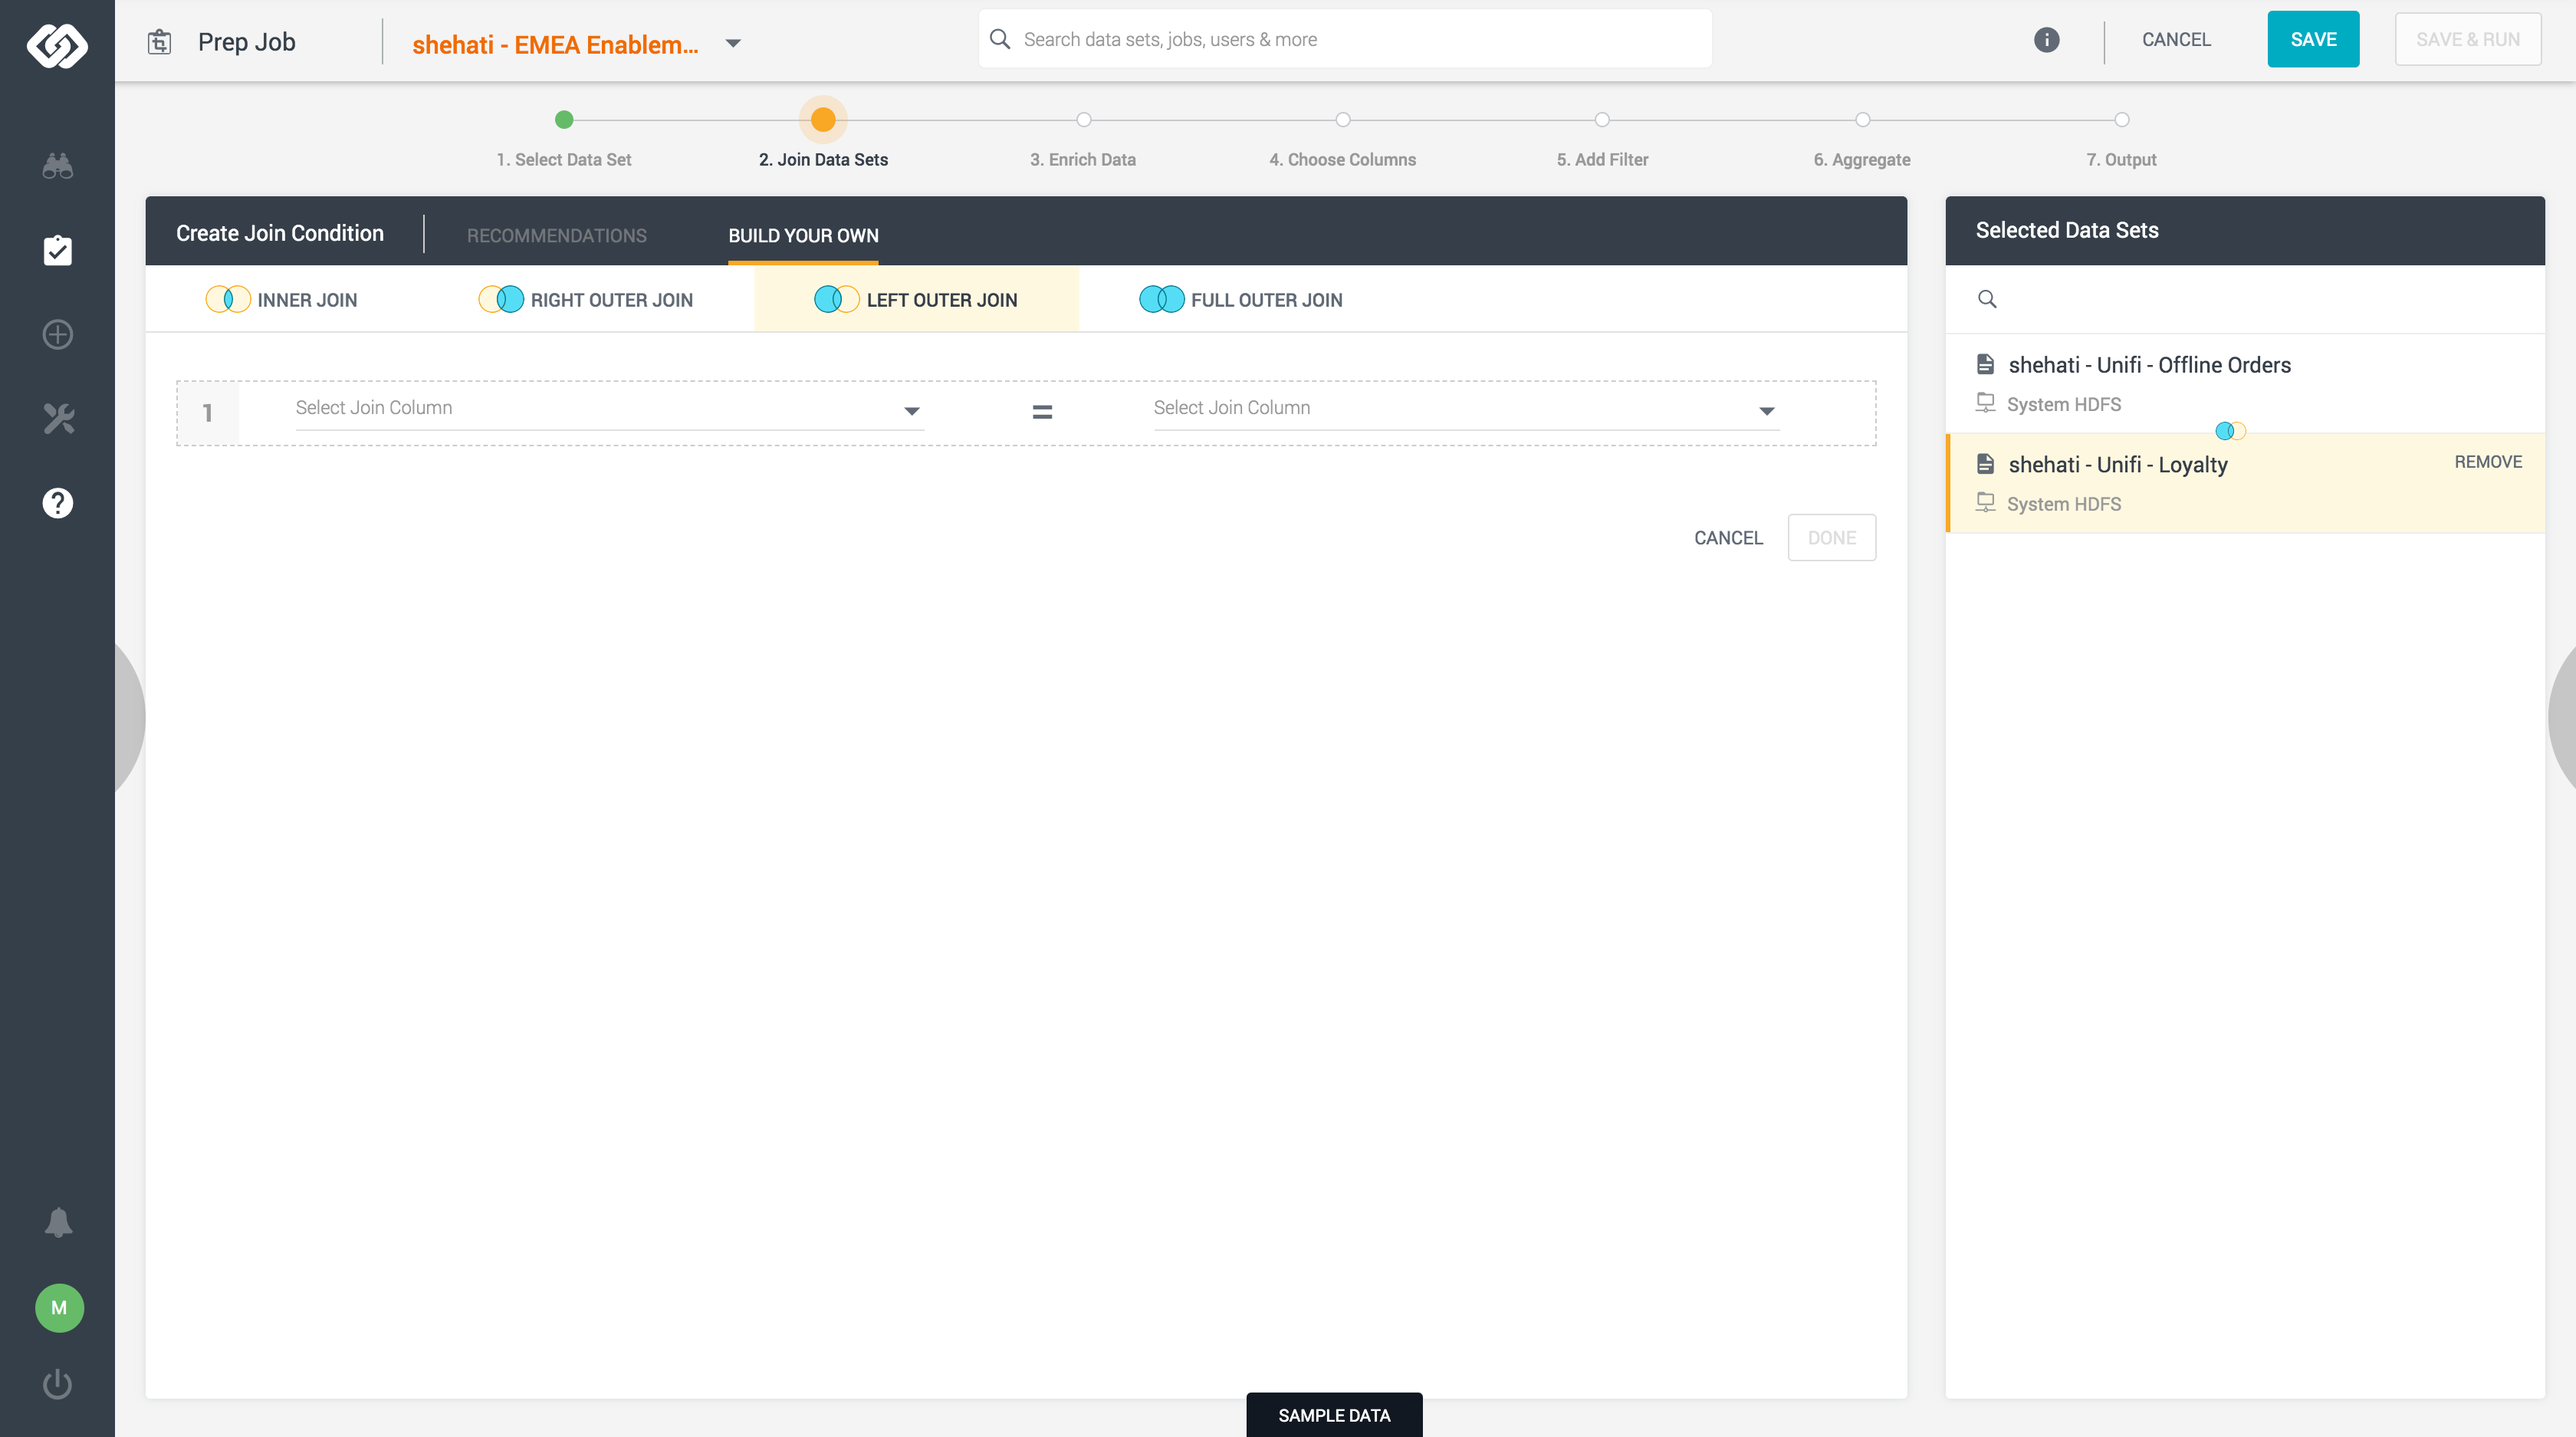 Prep Job
shehati - EMEA Enablem...
Search data sets, jobs, users & more
CANCEL
SAVE
SAVE & RUN
1. Select Data Set
2. Join Data Sets
3. Enrich Data
4. Choose Columns
5. Add Filter
6. Aggregate
7. Output
Create Join Condition
RECOMMENDATIONS
BUILD YOUR OWN
INNER JOIN
RIGHT OUTER JOIN
LEFT OUTER JOIN
FULL OUTER JOIN
1
Select Join Column
=
Select Join Column
CANCEL
DONE
Selected Data Sets
shehati - Unifi - Offline Orders
System HDFS
shehati - Unifi - Loyalty
REMOVE
System HDFS
M
SAMPLE DATA